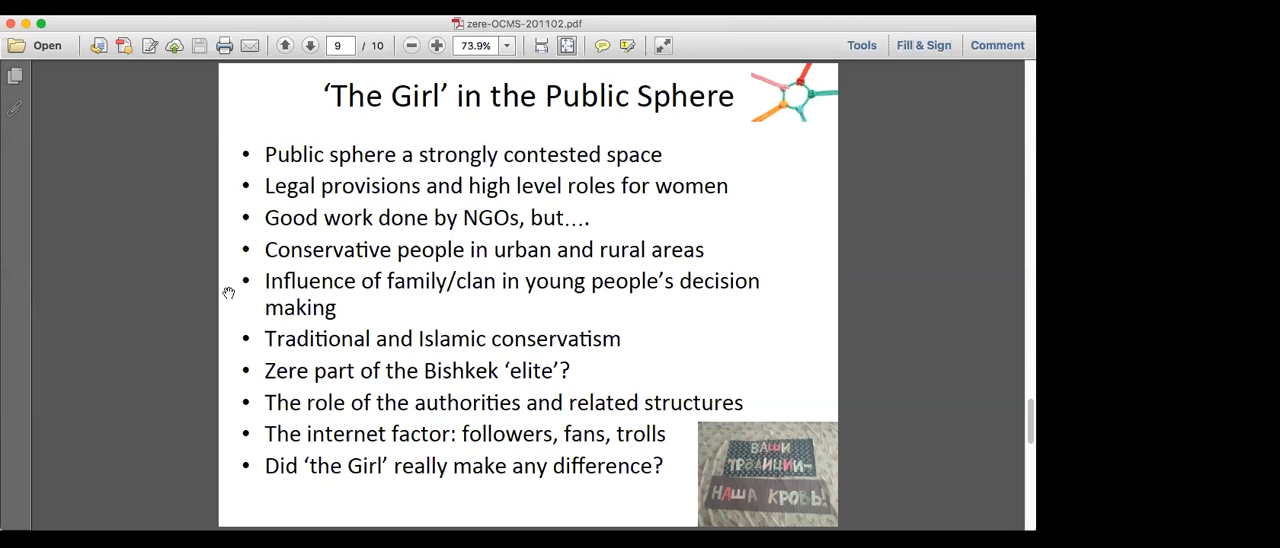 zere-OCMS-201102.pdf
Open
9 / 10
73.9%
Tools
Fill & Sign
Comment
‘The Girl’ in the Public Sphere
• Public sphere a strongly contested space
• Legal provisions and high level roles for women
• Good work done by NGOs, but….
• Conservative people in urban and rural areas
• Influence of family/clan in young people’s decision
making
• Traditional and Islamic conservatism
• Zere part of the Bishkek ‘elite’?
• The role of the authorities and related structures
• The internet factor: followers, fans, trolls
• Did ‘the Girl’ really make any difference?
ВАШИ
ТРАДИЦИИ–
НАША КРОВЬ!